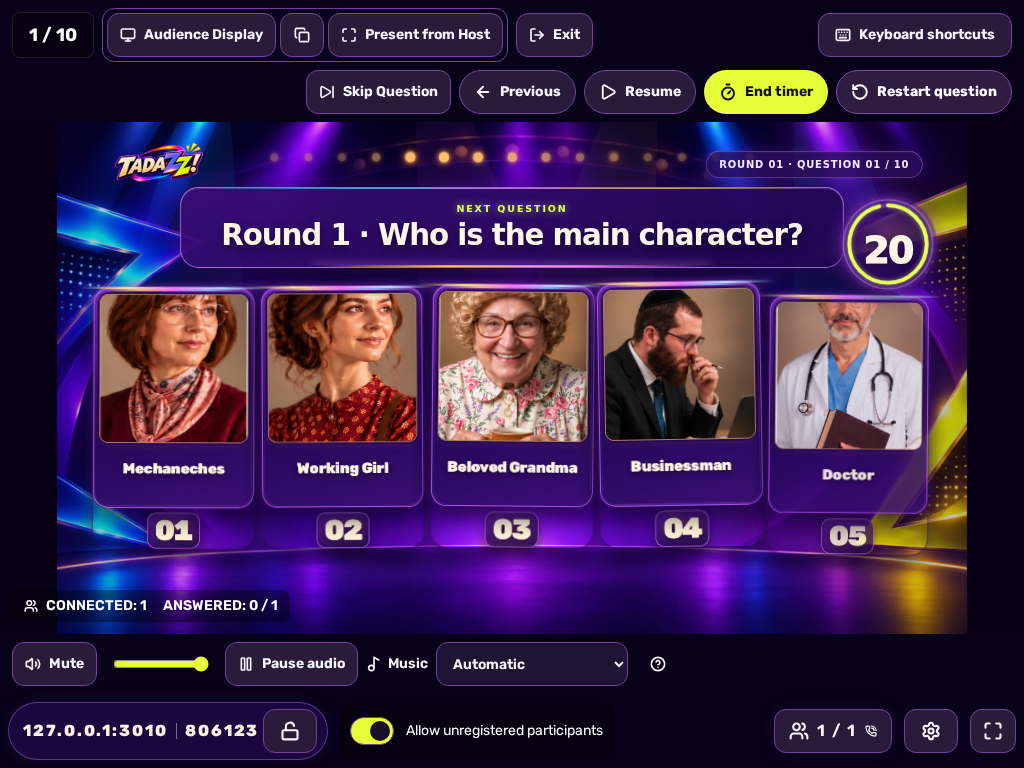 1 / 10
Audience Display
Present from Host
Exit
Keyboard shortcuts
Skip Question
Previous
Resume
End timer
Restart question
TADAZZ!
ROUND 01 · QUESTION 01 / 10
NEXT QUESTION
Round 1 · Who is the main character?
20
Mechaneches
Working Girl
Beloved Grandma
Businessman
Doctor
01
02
03
04
05
CONNECTED: 1 ANSWERED: 0 / 1
Mute
Pause audio
Music
Automatic
127.0.0.1:3010
806123
Allow unregistered participants
1 / 1